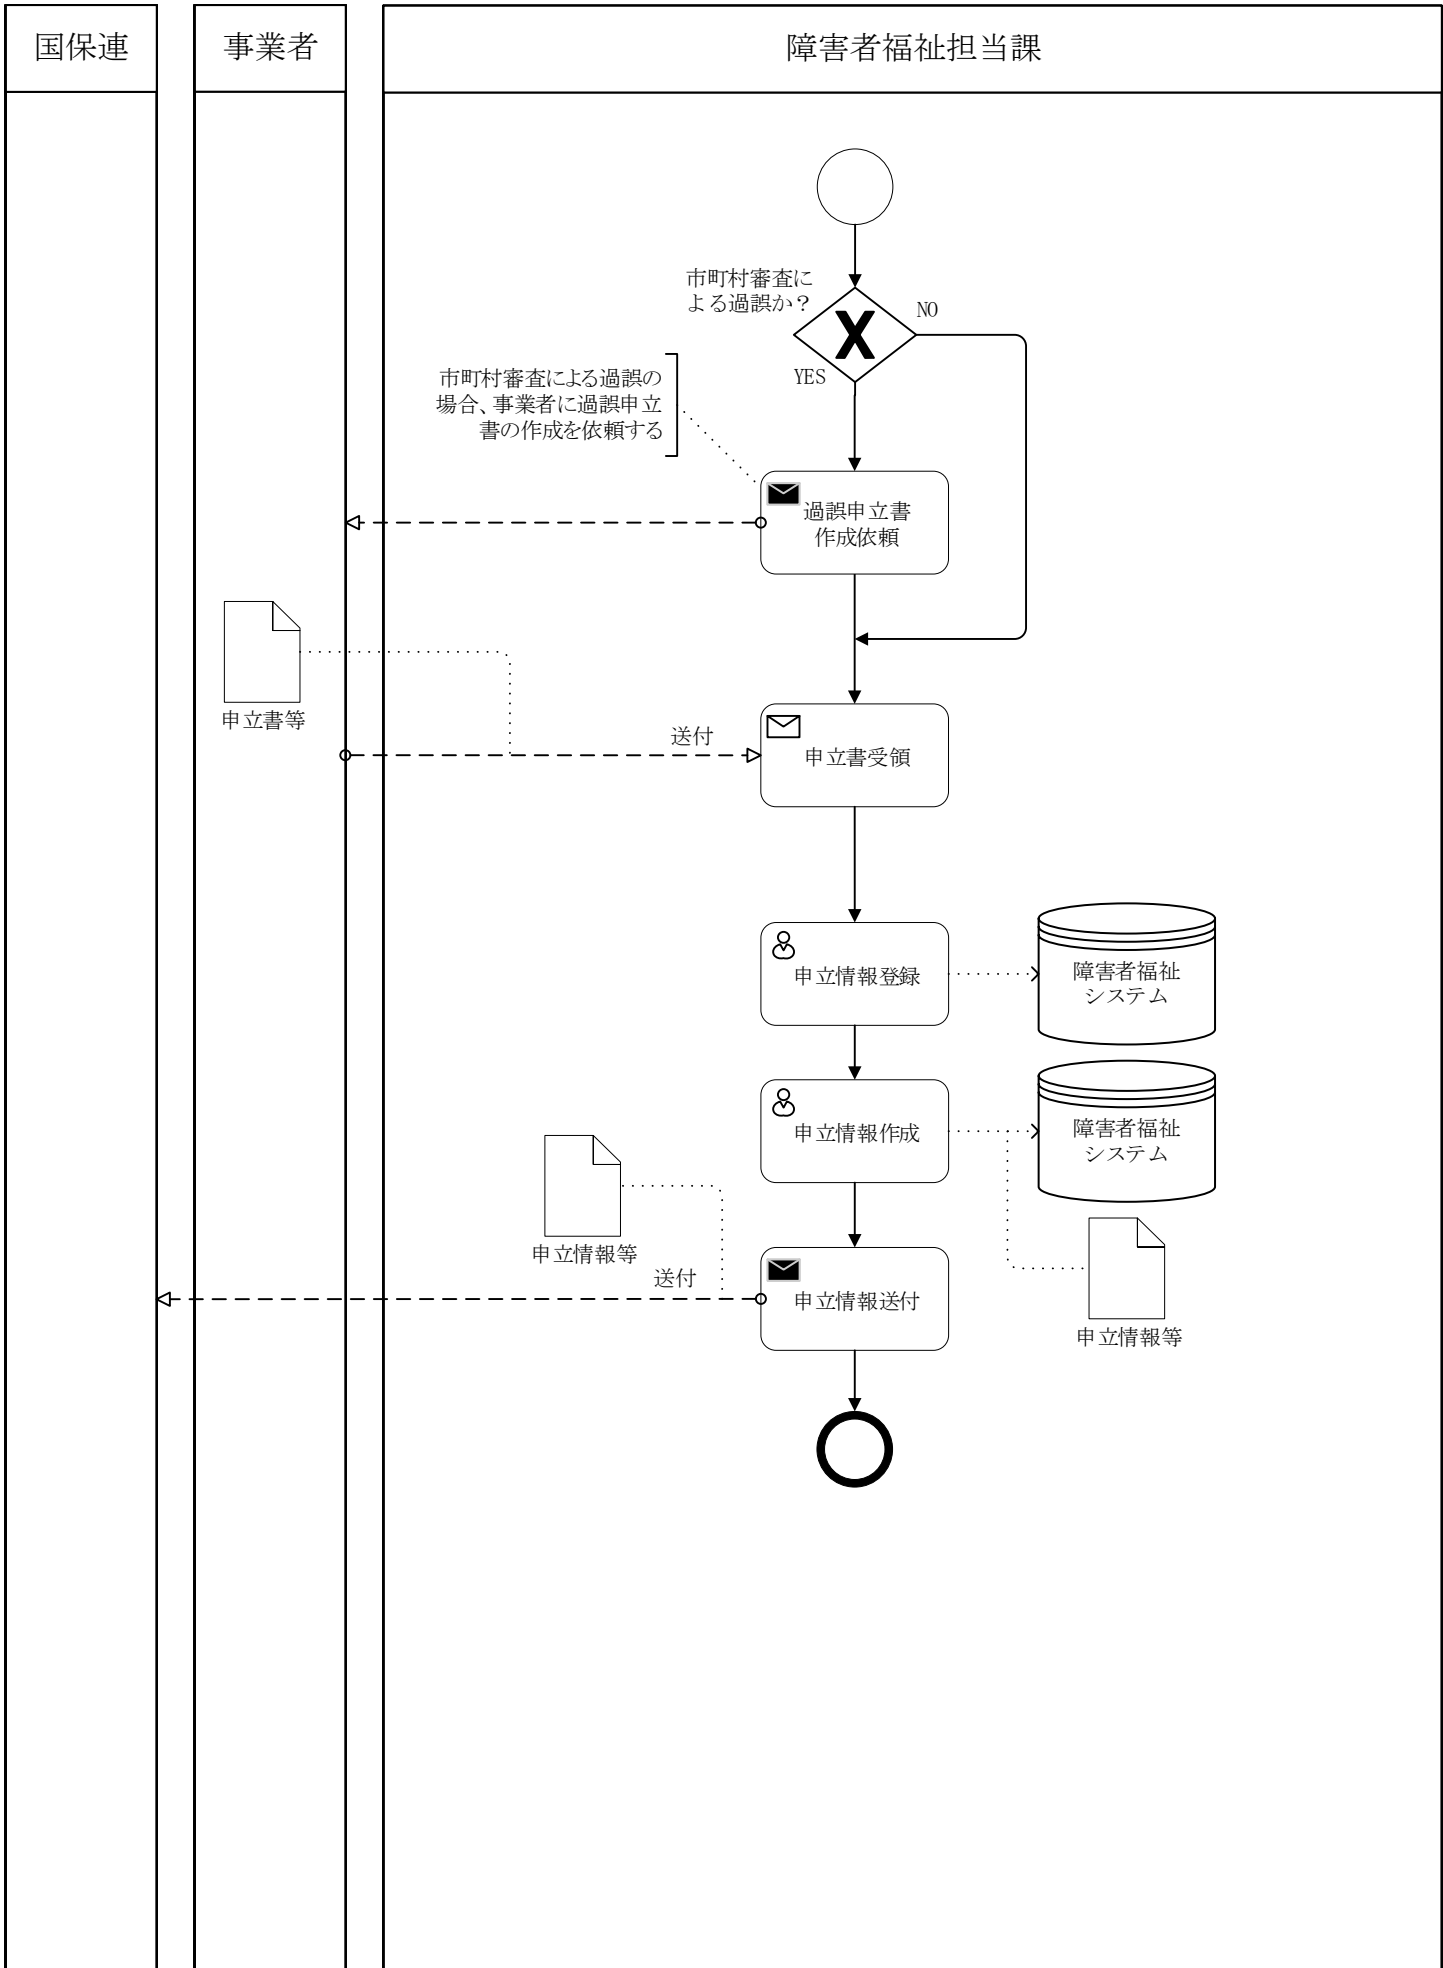 国保連
事業者
障害者福祉担当課
市町村審査に
よる過誤か？
NO
YES
市町村審査による過誤の
場合、事業者に過誤申立
書の作成を依頼する
過誤申立書
作成依頼
申立書等
送付
申立書受領
申立情報登録
障害者福祉
システム
申立情報作成
障害者福祉
システム
申立情報等
送付
申立情報送付
申立情報等